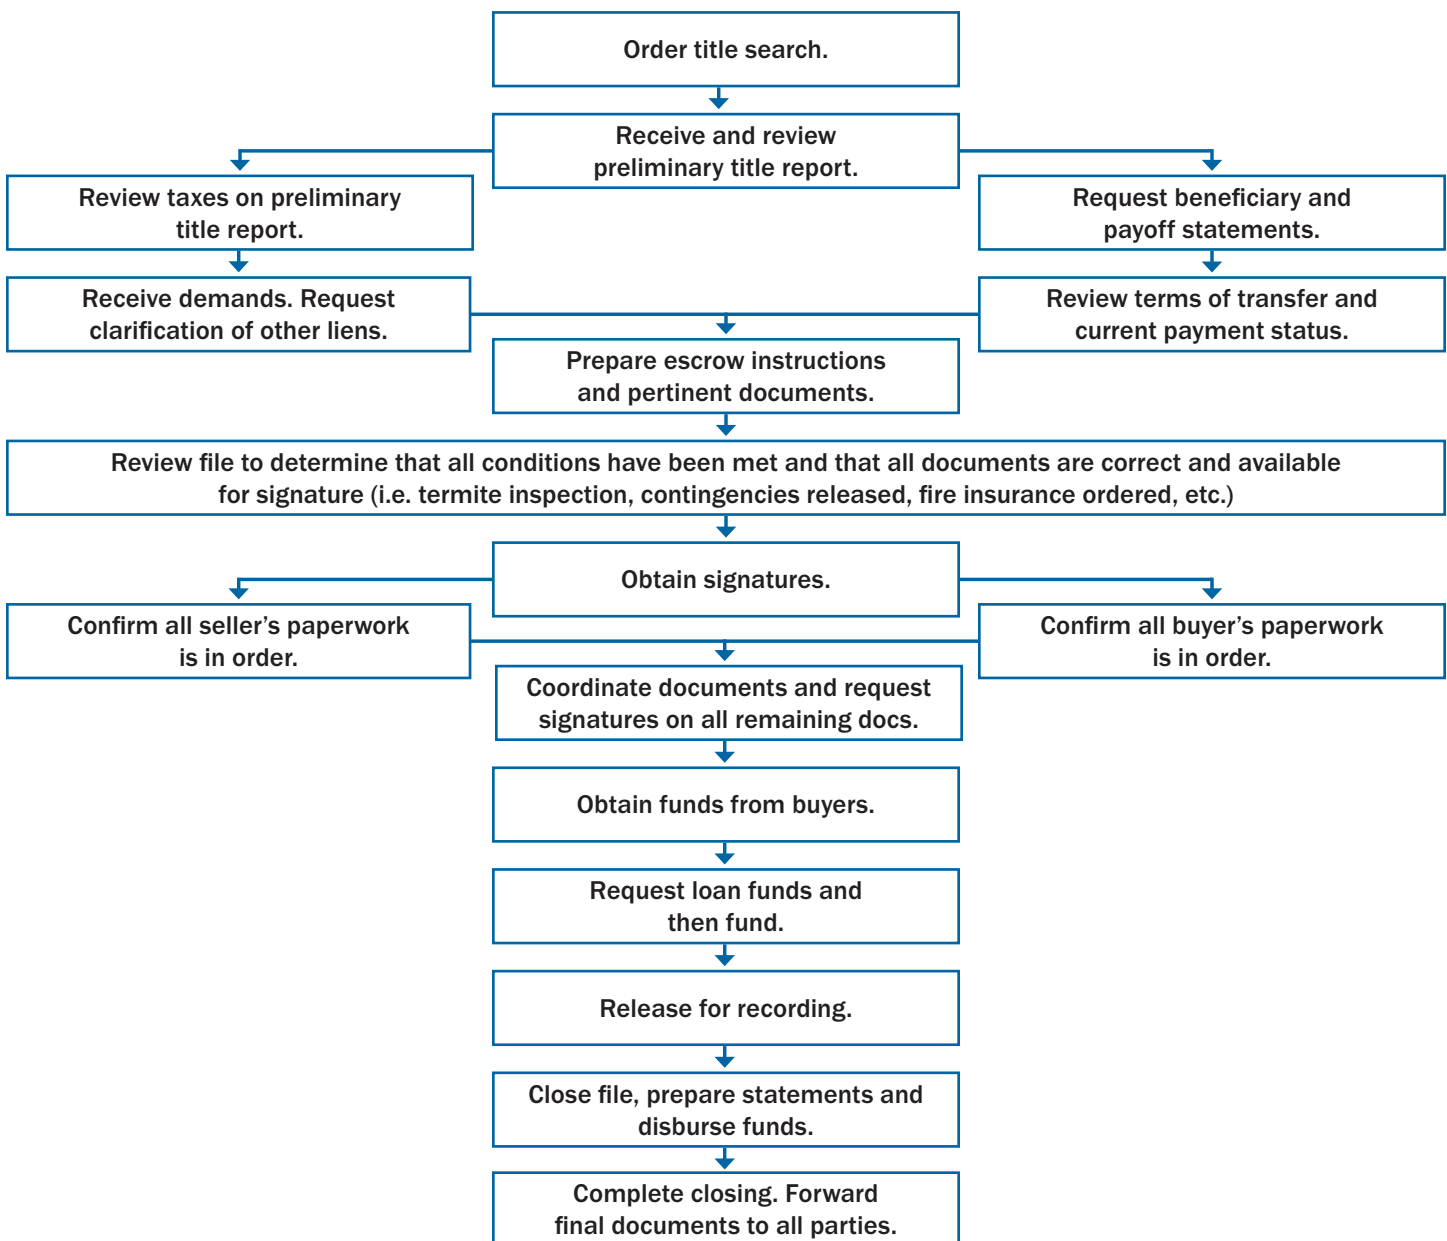 Order title search.
Receive and review
preliminary title report.
Review taxes on preliminary
title report.
Request beneficiary and
payoff statements.
Receive demands. Request
clarification of other liens.
Review terms of transfer and
current payment status.
Prepare escrow instructions
and pertinent documents.
Review file to determine that all conditions have been met and that all documents are correct and available
for signature (i.e. termite inspection, contingencies released, fire insurance ordered, etc.)
Obtain signatures.
Confirm all seller's paperwork
is in order.
Confirm all buyer's paperwork
is in order.
Coordinate documents and request
signatures on all remaining docs.
Obtain funds from buyers.
Request loan funds and
then fund.
Release for recording.
Close file, prepare statements and
disburse funds.
Complete closing. Forward
final documents to all parties.